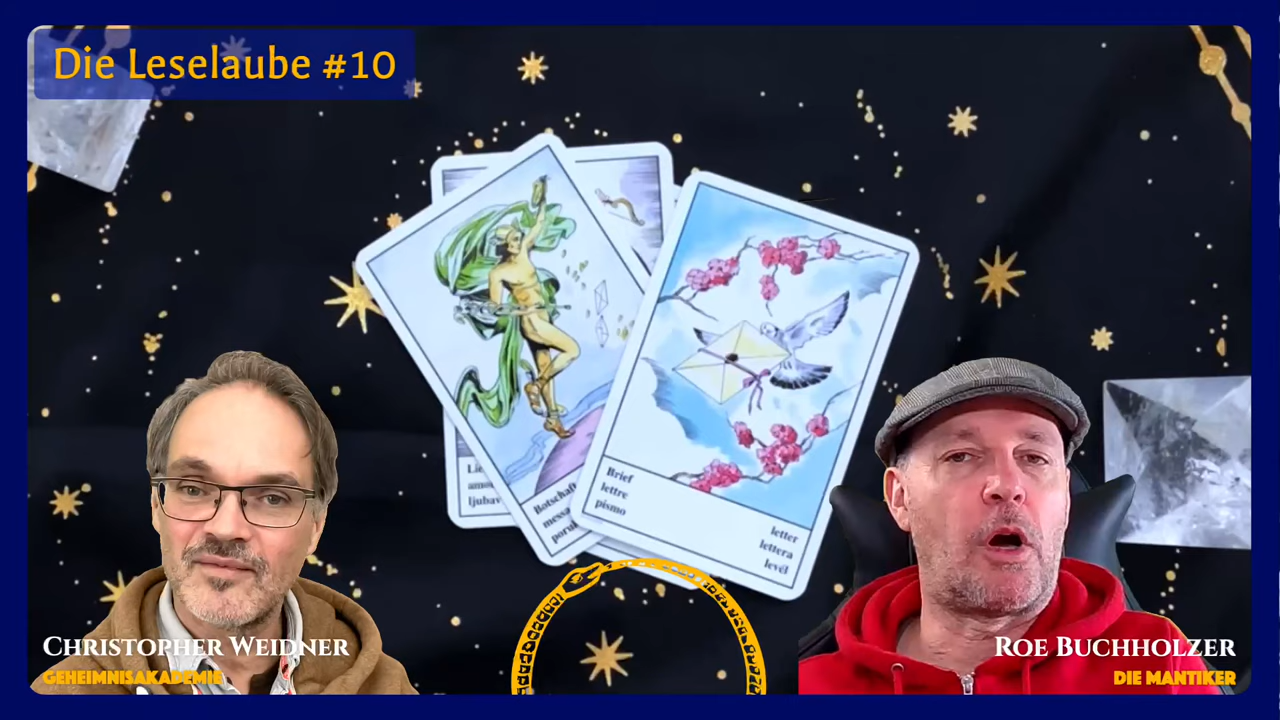 Die Leselaube #10
Botschaft
Brief
lettre
pismo
letter
lettera
levél
CHRISTOPHER WEIDNER
GEHEIMNISAKADEMIE
ROE BUCHHOLZER
DIE MANTIKER